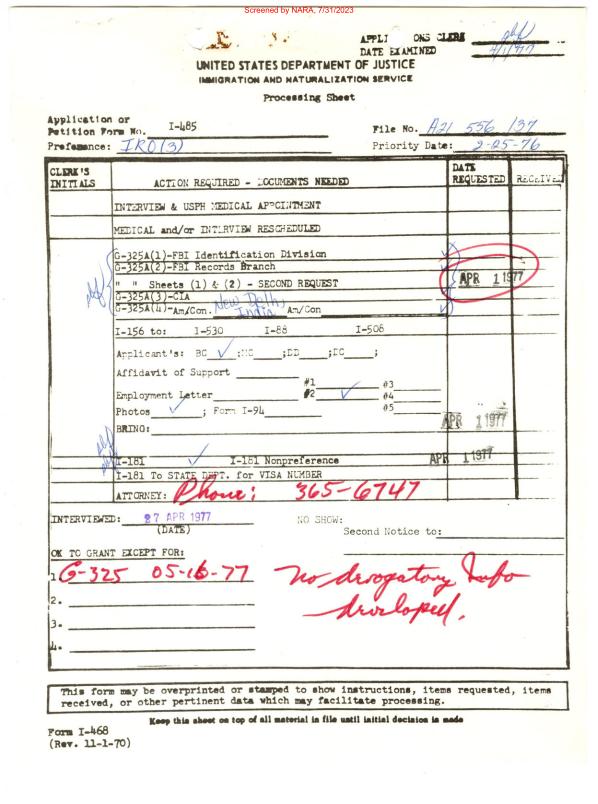 Screened by NARA, 7/31/2023
CLERK
DATE EXAMINED 4/1/77
UNITED STATES DEPARTMENT OF JUSTICE
IMMIGRATION AND NATURALIZATION SERVICE
Processing Sheet
Application or
Petition Form No. I-485
File No. A21 556 137
Preference: IRO(3)
Priority Date: 2-25-76
CLERK'S INITIALS
ACTION REQUIRED - DOCUMENTS NEEDED
DATE REQUESTED
RECEIVED
INTERVIEW & USPH MEDICAL APPOINTMENT
MEDICAL and/or INTERVIEW RESCHEDULED
G-325A(1)-FBI Identification Division
G-325A(2)-FBI Records Branch
" " Sheets (1) & (2) - SECOND REQUEST
APR 1 1977
G-325A(3)-CIA
G-325A(4)-Am/Con. New Delhi, India Am/Con
I-156 to: I-530 I-88 I-508
Applicant's: BC ✓ ;MC ;DD ;DC ;
Affidavit of Support
#1 #3
Employment Letter #2 ✓ #4
Photos ✓ ; Form I-94 #5
BRING: APR 1 1977
I-181 ✓ I-181 Nonpreference APR 1 1977
I-181 To STATE DEPT. for VISA NUMBER
ATTORNEY: Phone: 365-6747
INTERVIEWED: 27 APR 1977
(DATE)
NO SHOW:
Second Notice to:
OK TO GRANT EXCEPT FOR:
1. G-325 05-16-77
No derogatory Info
developed.
2.
3.
4.
This form may be overprinted or stamped to show instructions, items requested, items
received, or other pertinent data which may facilitate processing.
Keep this sheet on top of all material in file until initial decision is made
Form I-468
(Rev. 11-1-70)